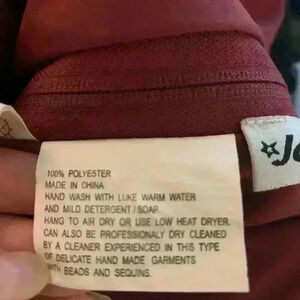 100% POLYESTER
MADE IN CHINA
HAND WASH WITH LUKE WARM WATER
AND MILD DETERGENT / SOAP.
HANG TO AIR DRY OR USE LOW HEAT DRYER.
CAN ALSO BE PROFESSIONALY DRY CLEANED
BY A CLEANER EXPERIENCED IN THIS TYPE
OF DELICATE HAND MADE GARMENTS
WITH BEADS AND SEQUINS.